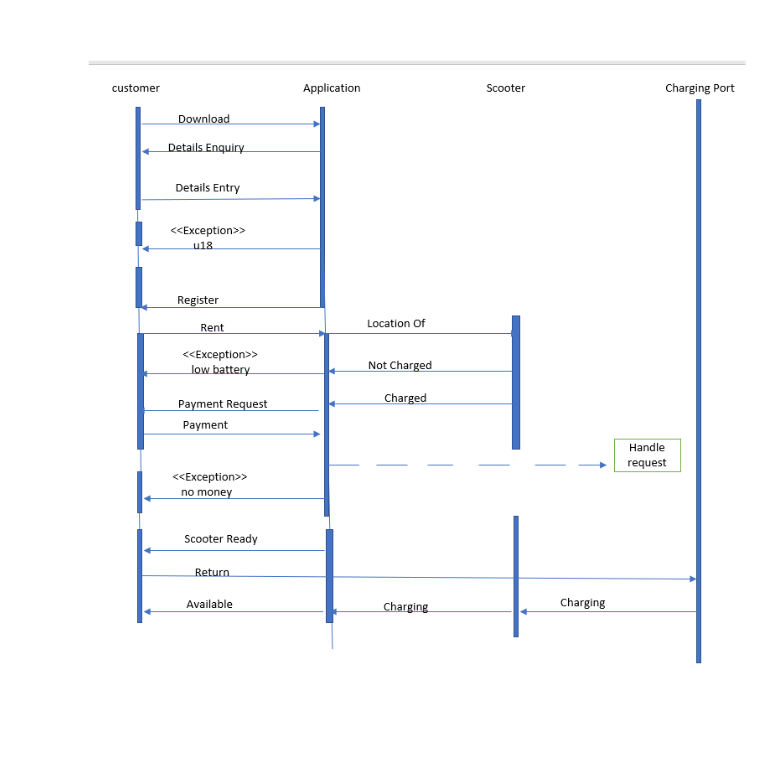 customer
Application
Scooter
Charging Port
Download
Details Enquiry
Details Entry
<<Exception>>
u18
Register
Rent
Location Of
<<Exception>>
low battery
Not Charged
Payment Request
Charged
Payment
Handle
request
<<Exception>>
no money
Scooter Ready
Return
Available
Charging
Charging